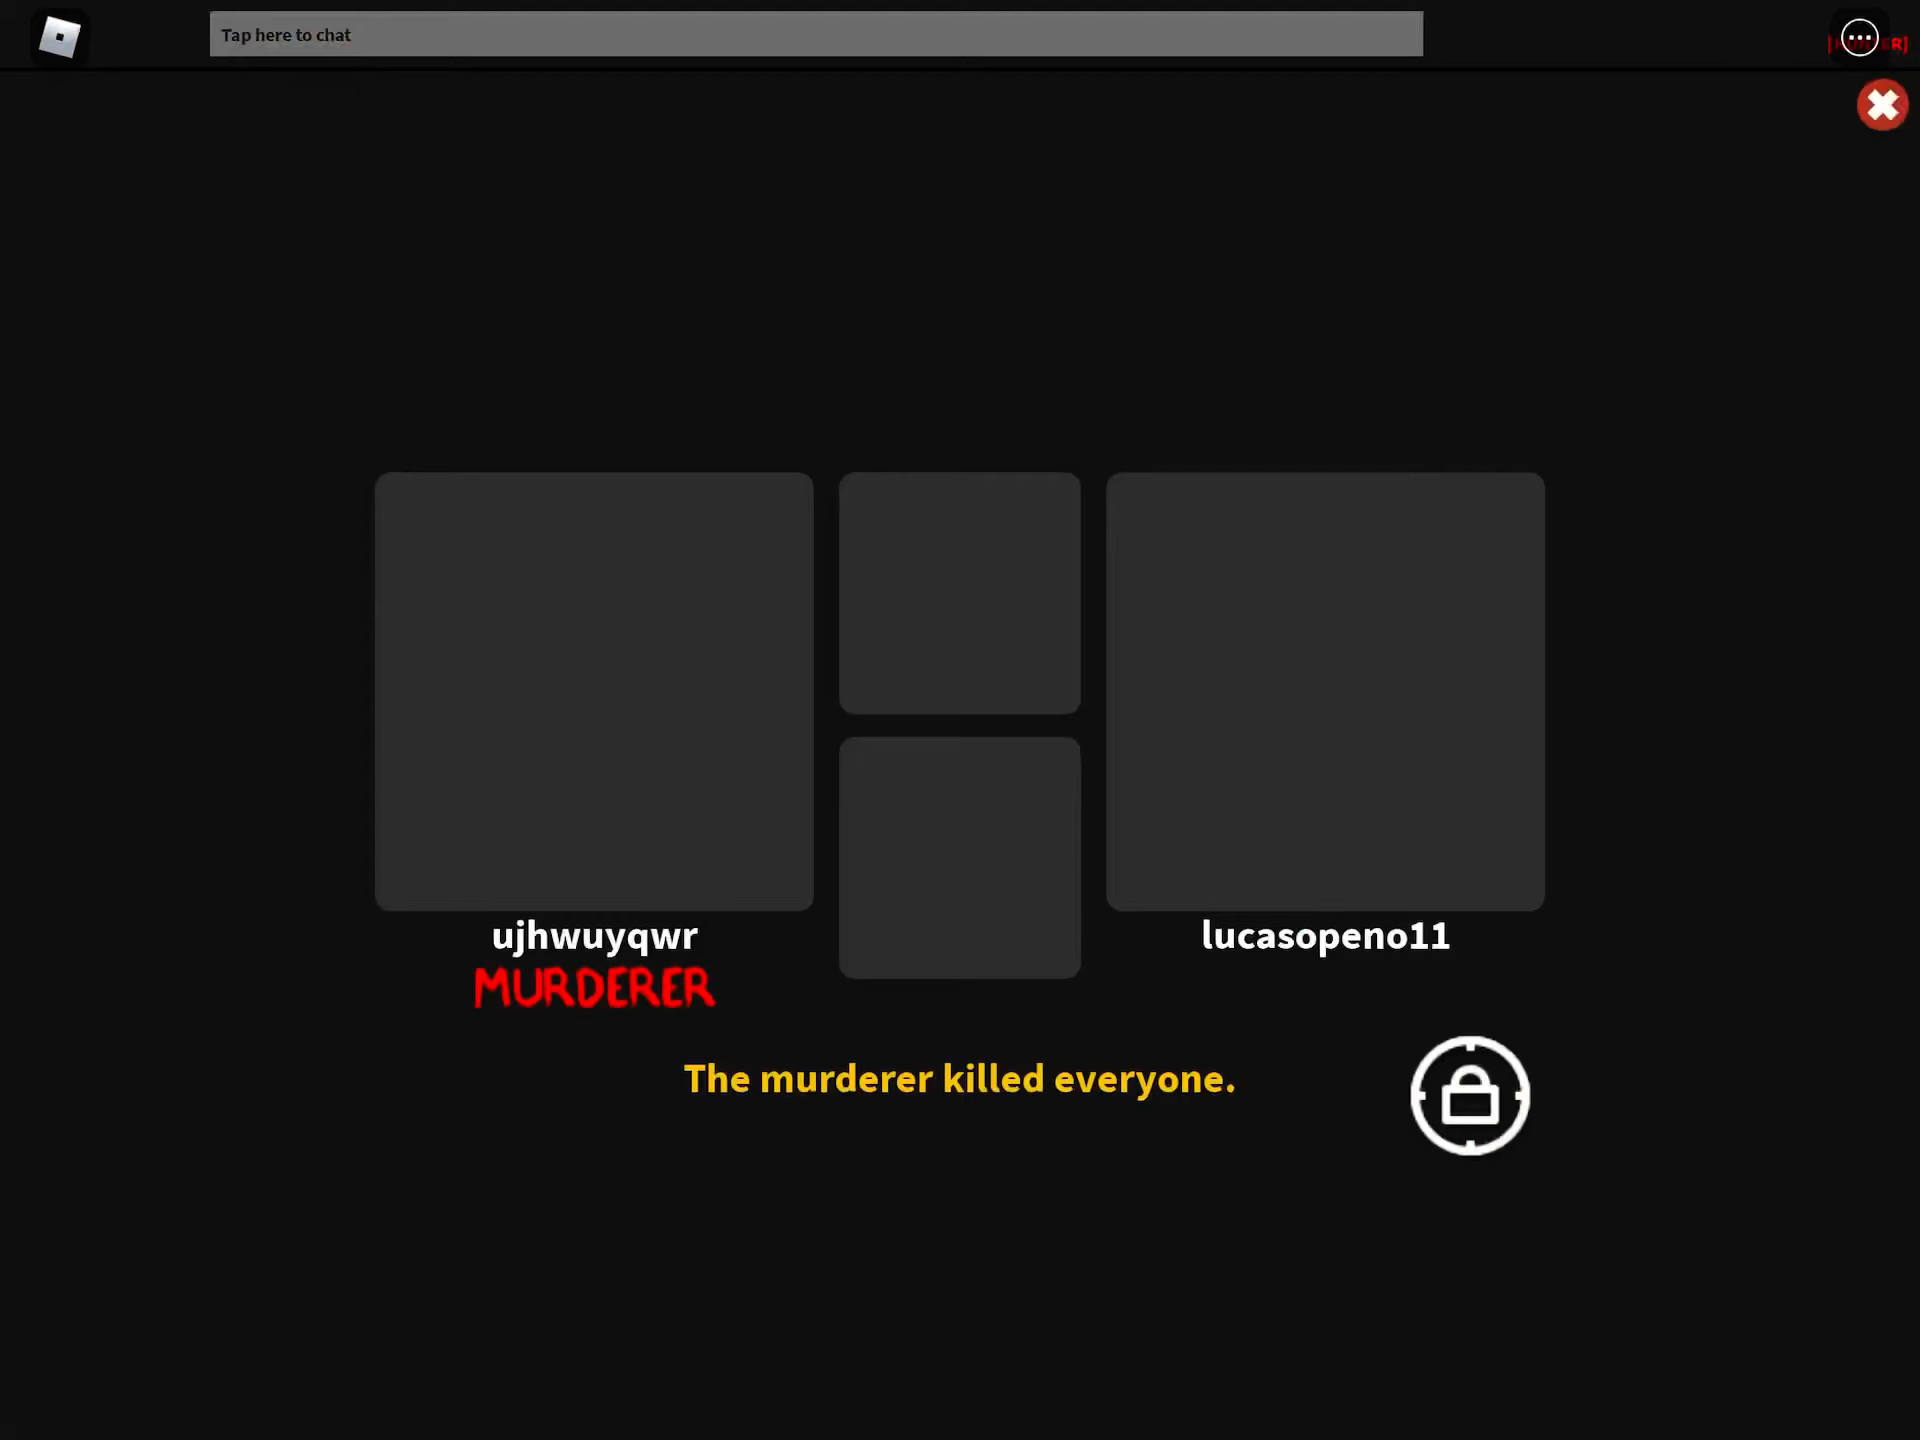 Tap here to chat
ujhwuyqwr
lucasopeno11
MURDERER
The murderer killed everyone.